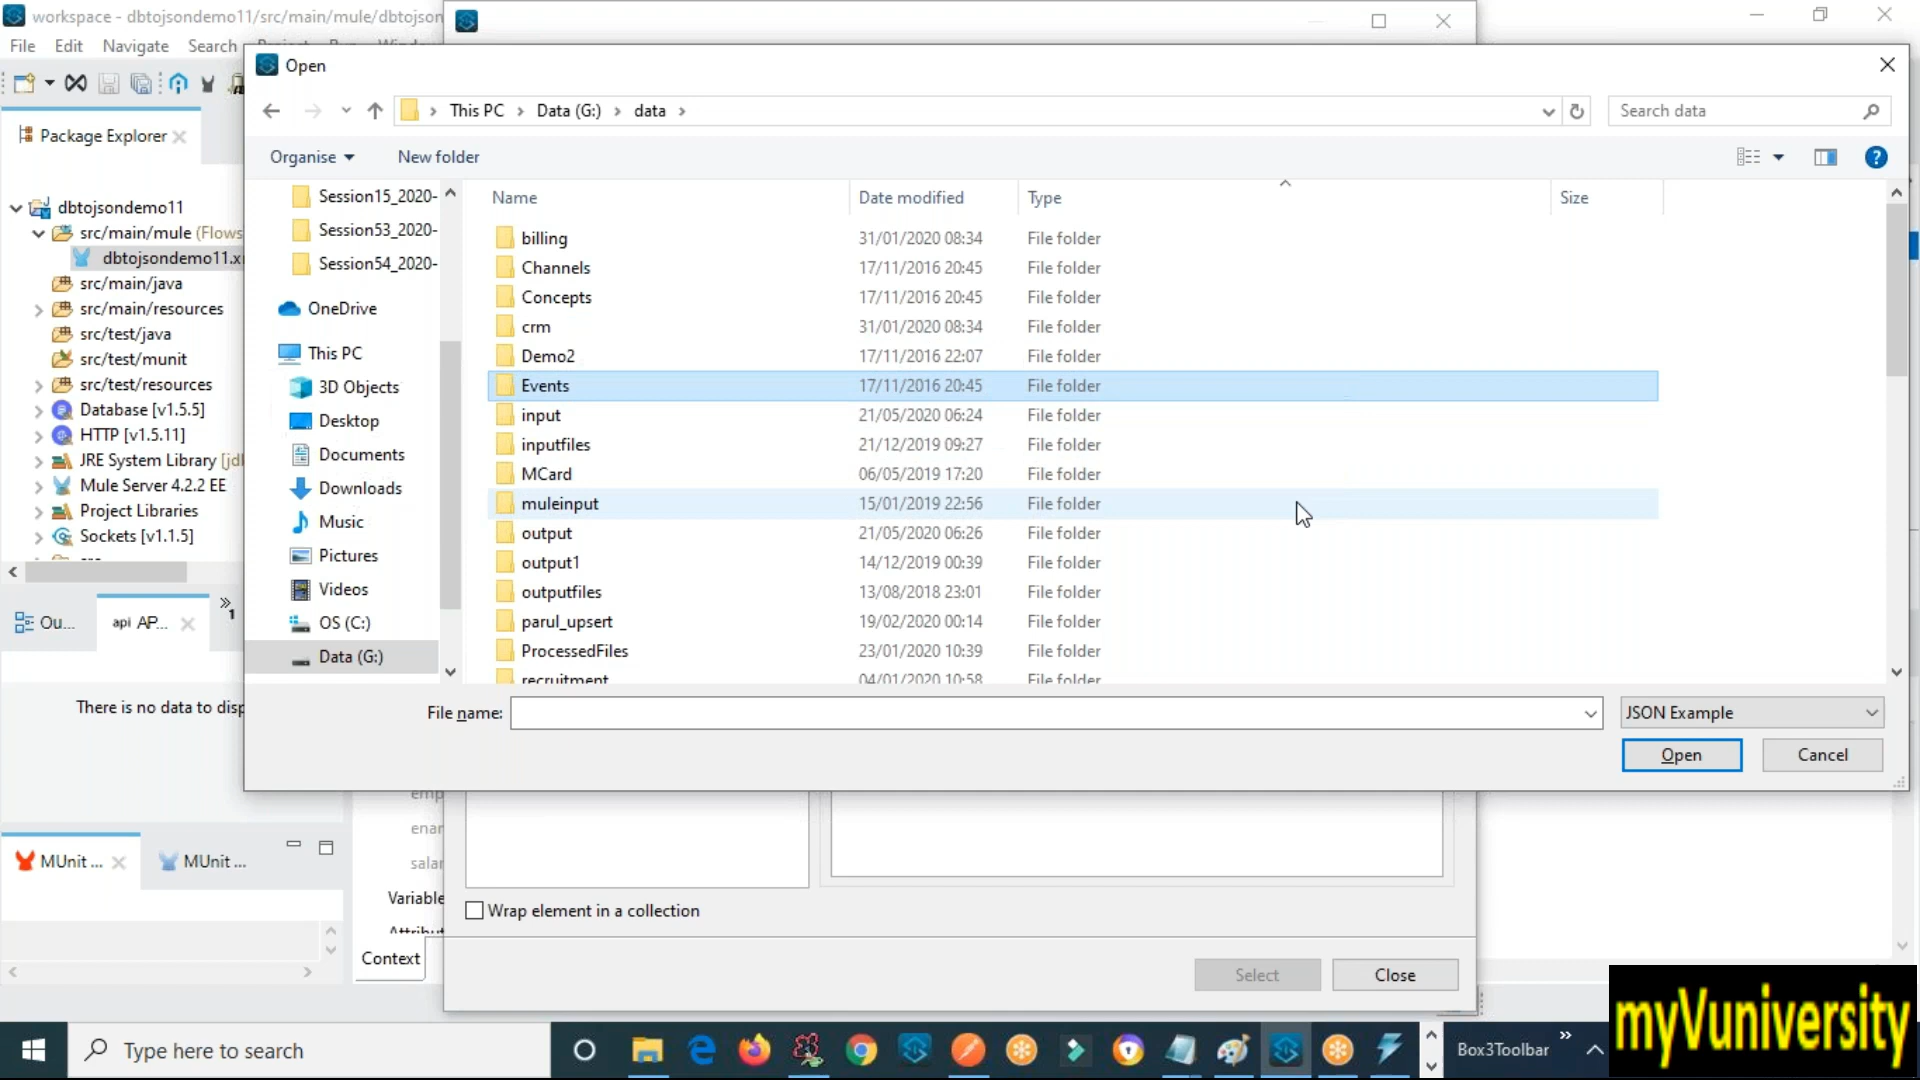 workspace - dbtojsondemo11/src/main/mule/dbtojson
File Edit Navigate Search
Open
This PC Data (G:) data
Search data
Package Explorer
Organise New folder
Name Date modified Type Size
Session15_2020-
Session53_2020-
Session54_2020-
OneDrive
This PC
3D Objects
Desktop
Documents
Downloads
Music
Pictures
Videos
OS (C:)
Data (G:)
billing 31/01/2020 08:34 File folder
Channels 17/11/2016 20:45 File folder
Concepts 17/11/2016 20:45 File folder
crm 31/01/2020 08:34 File folder
Demo2 17/11/2016 22:07 File folder
Events 17/11/2016 20:45 File folder
input 21/05/2020 06:24 File folder
inputfiles 21/12/2019 09:27 File folder
MCard 06/05/2019 17:20 File folder
muleinput 15/01/2019 22:56 File folder
output 21/05/2020 06:26 File folder
output1 14/12/2019 00:39 File folder
outputfiles 13/08/2018 23:01 File folder
parul_upsert 19/02/2020 00:14 File folder
ProcessedFiles 23/01/2020 10:39 File folder
recruitment 04/01/2020 10:58 File folder
dbtojsondemo11
src/main/mule (Flows
dbtojsondemo11.x
src/main/java
src/main/resources
src/test/java
src/test/munit
src/test/resources
Database [v1.5.5]
HTTP [v1.5.11]
JRE System Library [jd
Mule Server 4.2.2 EE
Project Libraries
Sockets [v1.1.5]
Ou... api AP... 1
There is no data to disp
File name: JSON Example
Open Cancel
emp
enar
salar
Variable
MUnit ... MUnit ...
Wrap element in a collection
Context
Select Close
Type here to search
Box3Toolbar
myVuniversity